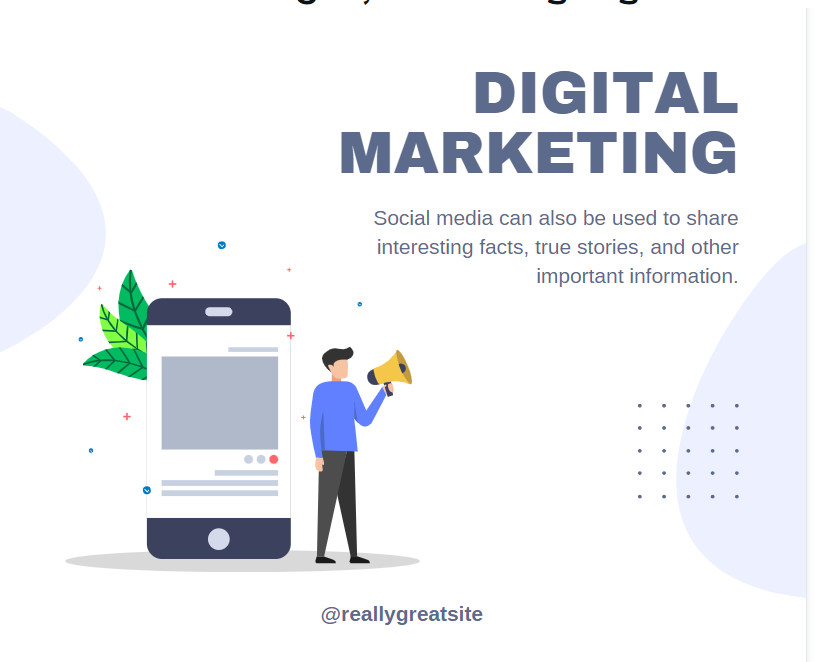 DIGITAL
MARKETING
Social media can also be used to share
interesting facts, true stories, and other
important information.
@reallygreatsite